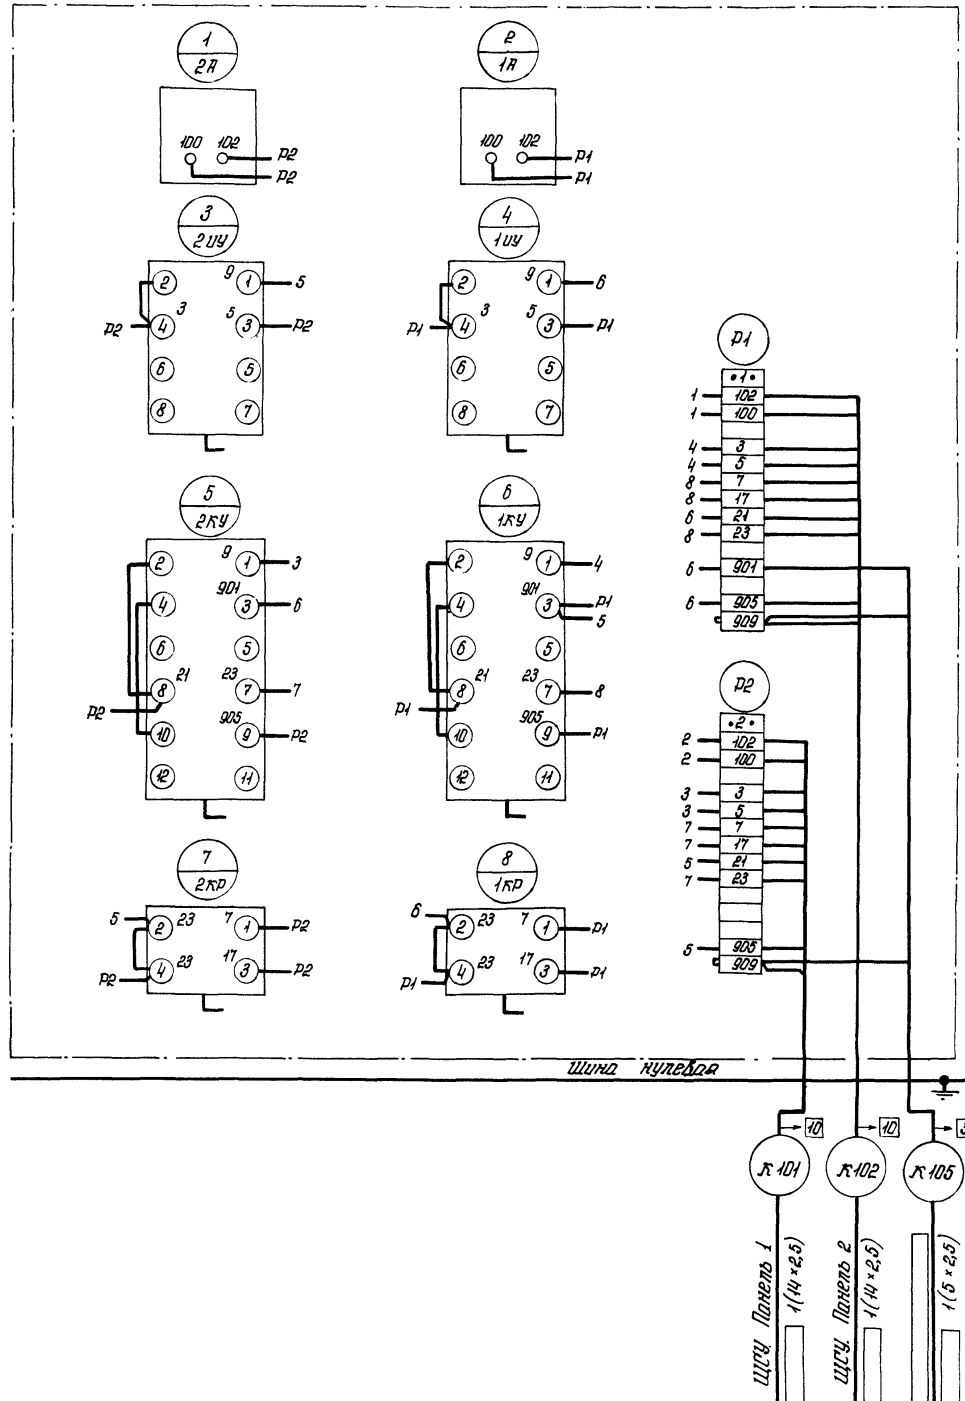 1
2А
2
1А
100 102
Р2
Р2
100 102
Р1
Р1
3
2ИУ
4
1ИУ
2 9 1 5
3 5
Р2 4 3 Р2
6 5
8 7
2 9 1 6
3 5
Р1 4 3 Р1
6 5
8 7
5
2КУ
6
1КУ
2 9 1 3
901
4 3 6
6 5
21 23
8 7 7
Р2
905
10 9 Р2
12 11
2 9 1 4
901
4 3 Р1
5
6 5
21 23
8 7 8
Р1
905
10 9 Р1
12 11
7
2КР
8
1КР
5 2 23 7 1 Р2
23 17
Р2 4 3 Р2
6 2 23 7 1 Р1
23 17
Р1 4 3 Р1
Р1
•1•
1 102
1 100
4 3
4 5
8 7
8 17
6 21
8 23
6 901
6 905
909
Р2
•2•
2 102
2 100
3 3
3 5
7 7
7 17
5 21
7 23
5 905
909
Шина нулевая
10
10
К101
К102
К105
ЩСУ Панель 1
1(14×2,5)
ЩСУ. Панель 2
1(14×2,5)
1(5×2,5)